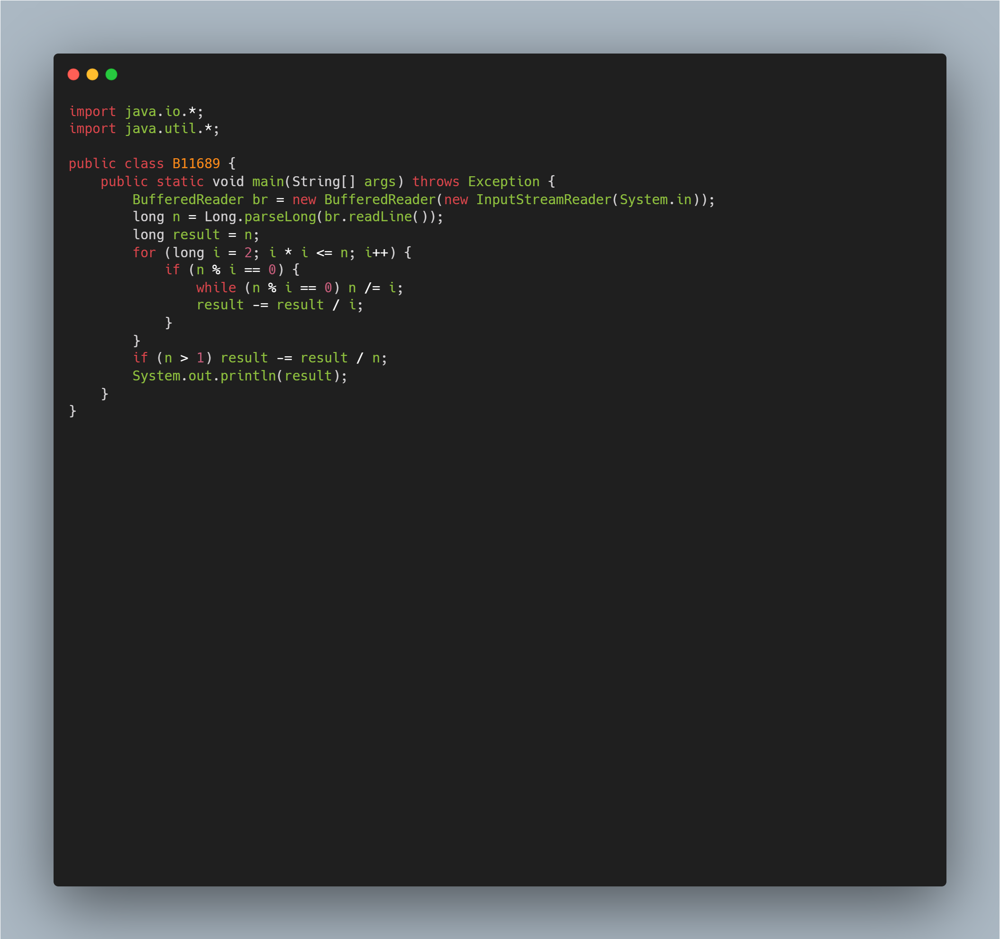 import java.io.*;
import java.util.*;

public class B11689 {
    public static void main(String[] args) throws Exception {
        BufferedReader br = new BufferedReader(new InputStreamReader(System.in));
        long n = Long.parseLong(br.readLine());
        long result = n;
        for (long i = 2; i * i <= n; i++) {
            if (n % i == 0) {
                while (n % i == 0) n /= i;
                result -= result / i;
            }
        }
        if (n > 1) result -= result / n;
        System.out.println(result);
    }
}